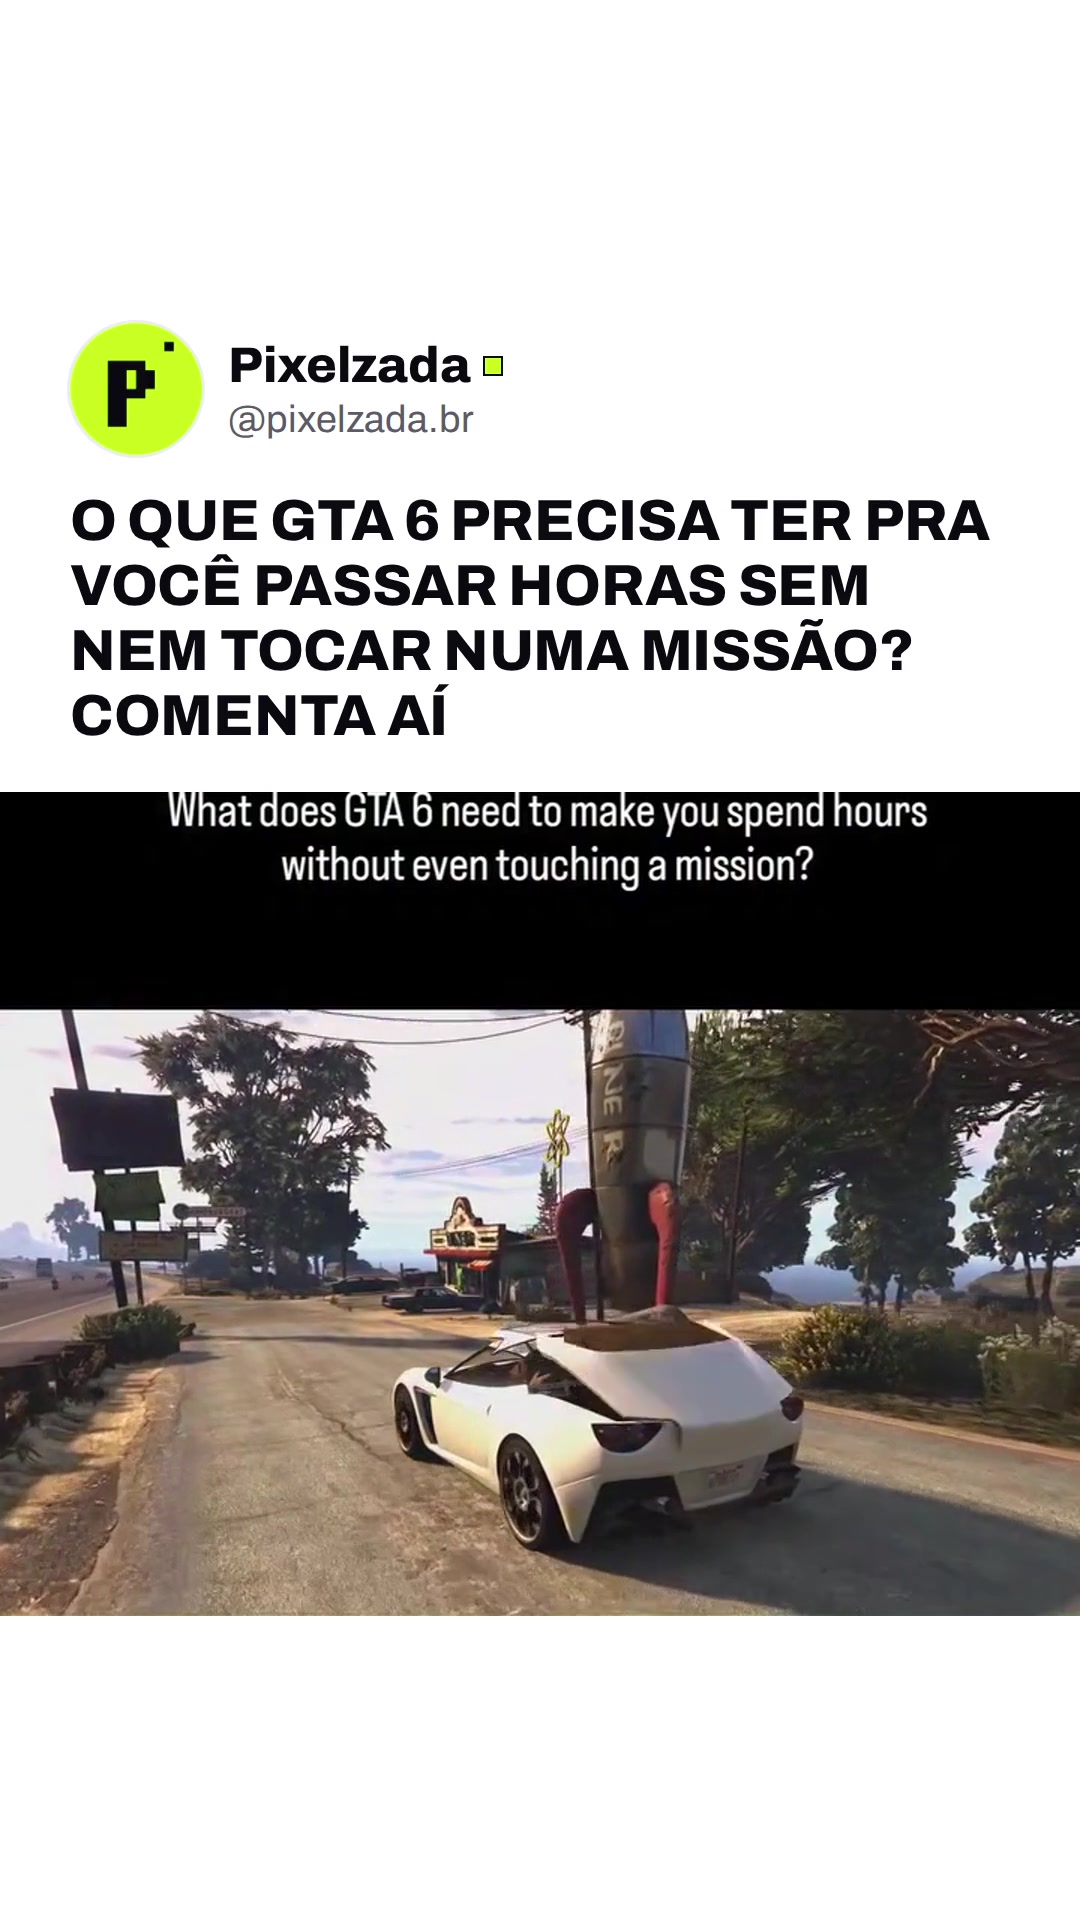 Pixelzada
@pixelzada.br
O QUE GTA 6 PRECISA TER PRA
VOCÊ PASSAR HORAS SEM
NEM TOCAR NUMA MISSÃO?
COMENTA AÍ
What does GTA 6 need to make you spend hours
without even touching a mission?